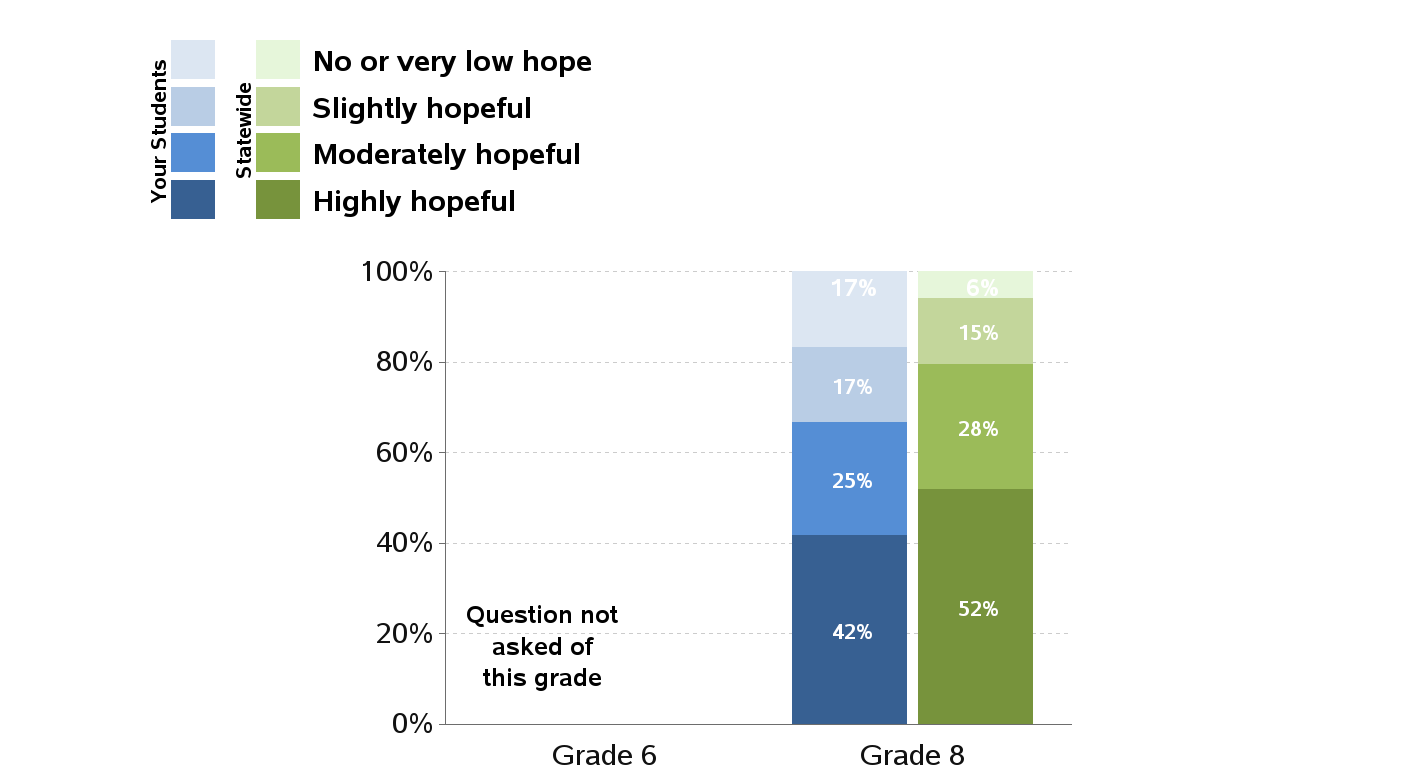 Your Students
Statewide
No or very low hope
Slightly hopeful
Moderately hopeful
Highly hopeful
100%
80%
60%
40%
20%
0%
17%
17%
25%
42%
6%
15%
28%
52%
Question not
asked of
this grade
Grade 6
Grade 8